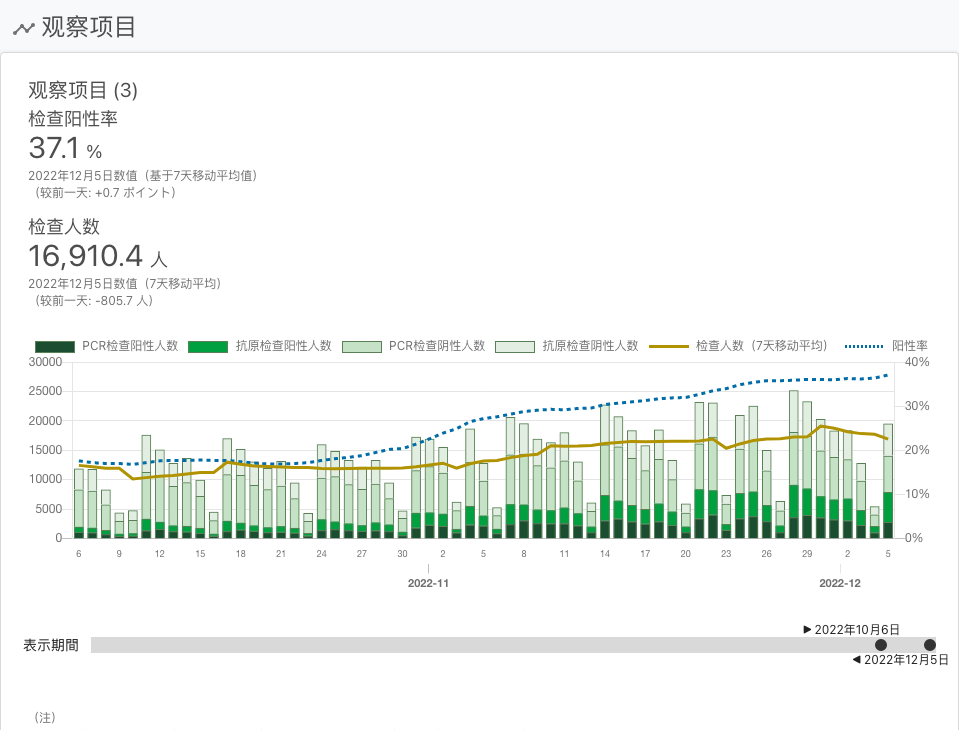 观察项目
观察项目 (3)
检查阳性率
37.1 %
2022年12月5日数值（基于7天移动平均值）
（较前一天: +0.7 ポイント）
检查人数
16,910.4 人
2022年12月5日数值（7天移动平均）
（较前一天: -805.7 人）
PCR检查阳性人数 抗原检查阳性人数 PCR检查阴性人数 抗原检查阴性人数 检查人数（7天移动平均） 阳性率
30000 40%
25000
30%
20000
15000 20%
10000
10%
5000
0 0%
6 9 12 15 18 21 24 27 30 2 5 8 11 14 17 20 23 26 29 2 5
2022-11 2022-12
▶ 2022年10月6日
表示期間
◀ 2022年12月5日
（注）